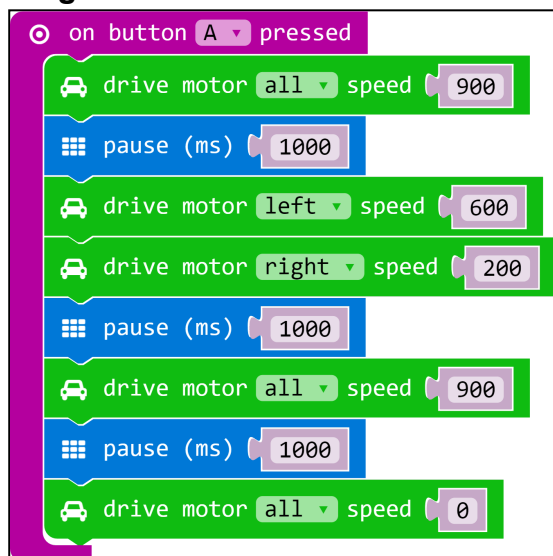 on button A pressed
drive motor all speed 900
pause (ms) 1000
drive motor left speed 600
drive motor right speed 200
pause (ms) 1000
drive motor all speed 900
pause (ms) 1000
drive motor all speed 0